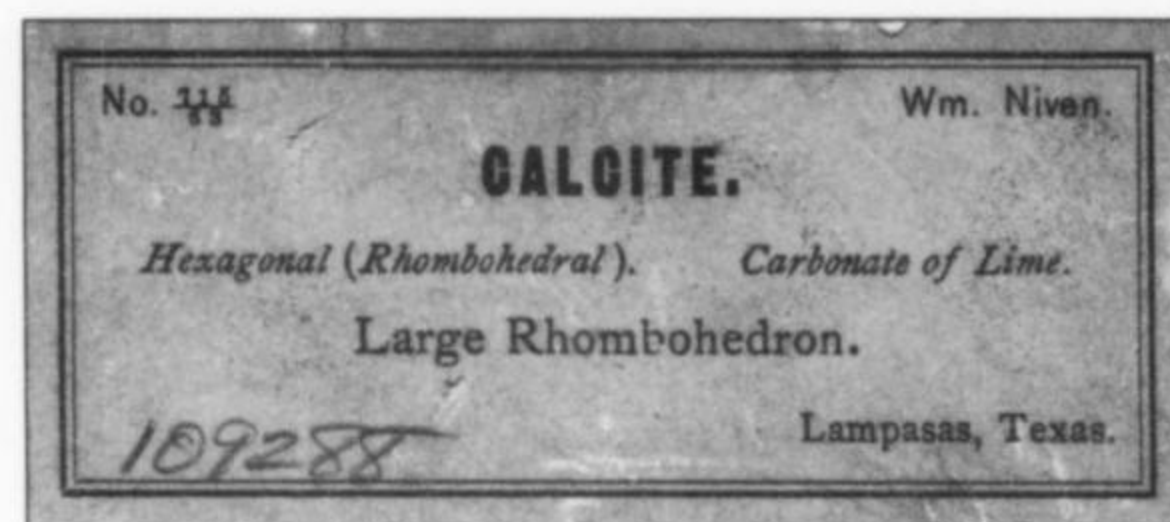 No. Wm. Niven.
CALCITE.
Hexagonal (Rhombohedral). Carbonate of Lime.
Large Rhombohedron.
109288 Lampasas, Texas.